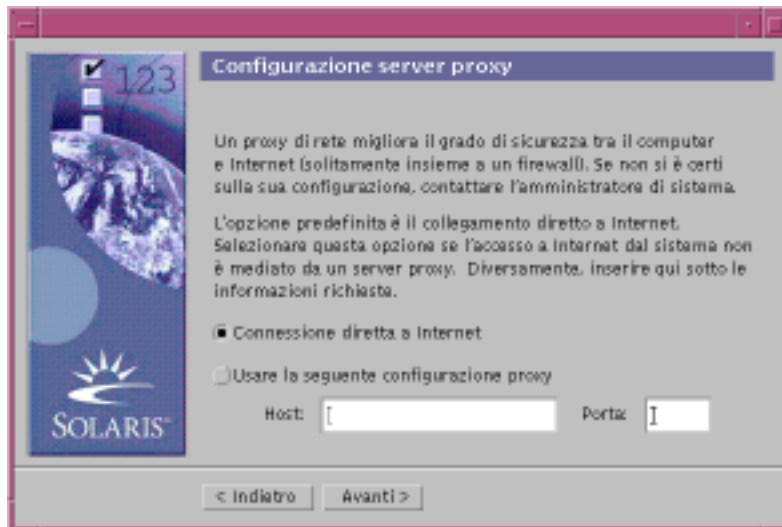 123
Configurazione server proxy
Un proxy di rete migliora il grado di sicurezza tra il computer
e Internet (solitamente insieme a un firewall). Se non si è certi
sulla sua configurazione, contattare l'amministratore di sistema.
L'opzione predefinita è il collegamento diretto a Internet.
Selezionare questa opzione se l'accesso a Internet dal sistema non
è mediato da un server proxy. Diversamente, inserire qui sotto le
informazioni richieste.
Connessione diretta a Internet
Usare la seguente configurazione proxy
Host: Porta:
SOLARIS
< Indietro Avanti >